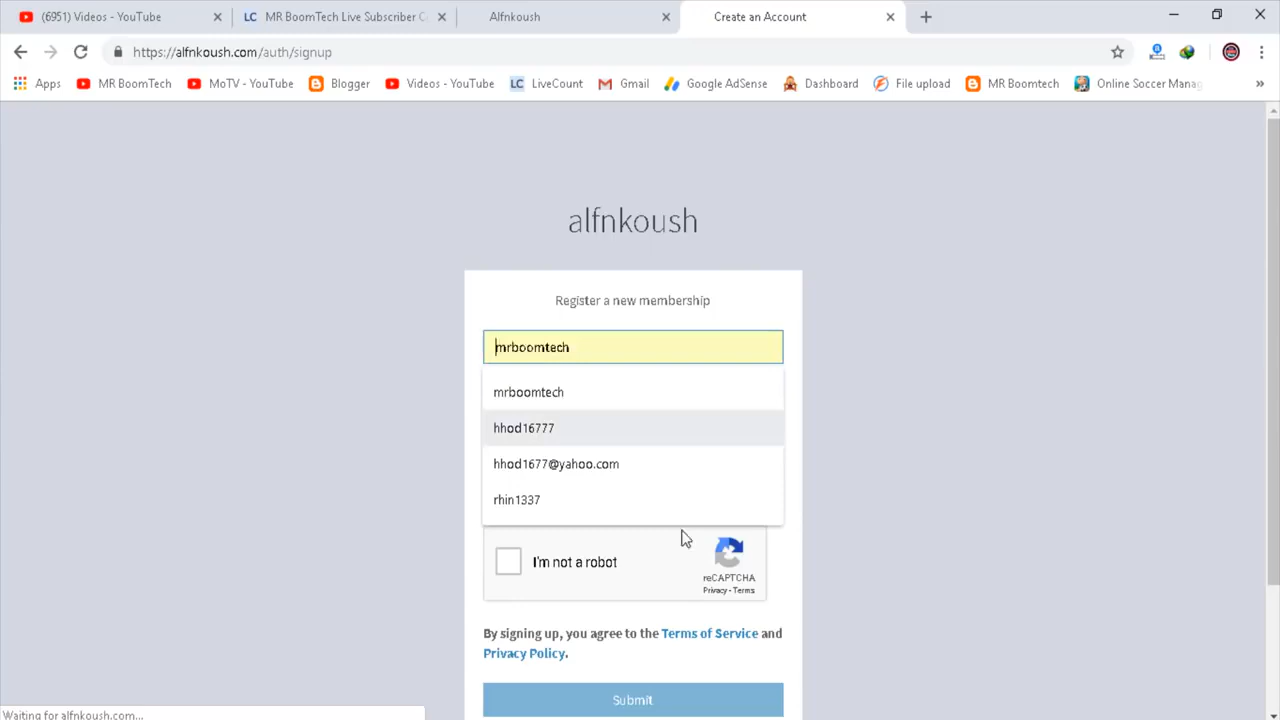 (6951) Videos - YouTube
MR BoomTech Live Subscriber C
Alfnkoush
Create an Account
https://alfnkoush.com/auth/signup
Apps
MR BoomTech
MoTV - YouTube
Blogger
Videos - YouTube
LC LiveCount
Gmail
Google AdSense
Dashboard
File upload
MR Boomtech
Online Soccer Manag
alfnkoush
Register a new membership
mrboomtech
mrboomtech
hhod16777
hhod1677@yahoo.com
rhin1337
I'm not a robot
reCAPTCHA
Privacy - Terms
By signing up, you agree to the Terms of Service and
Privacy Policy.
Submit
Waiting for alfnkoush.com...